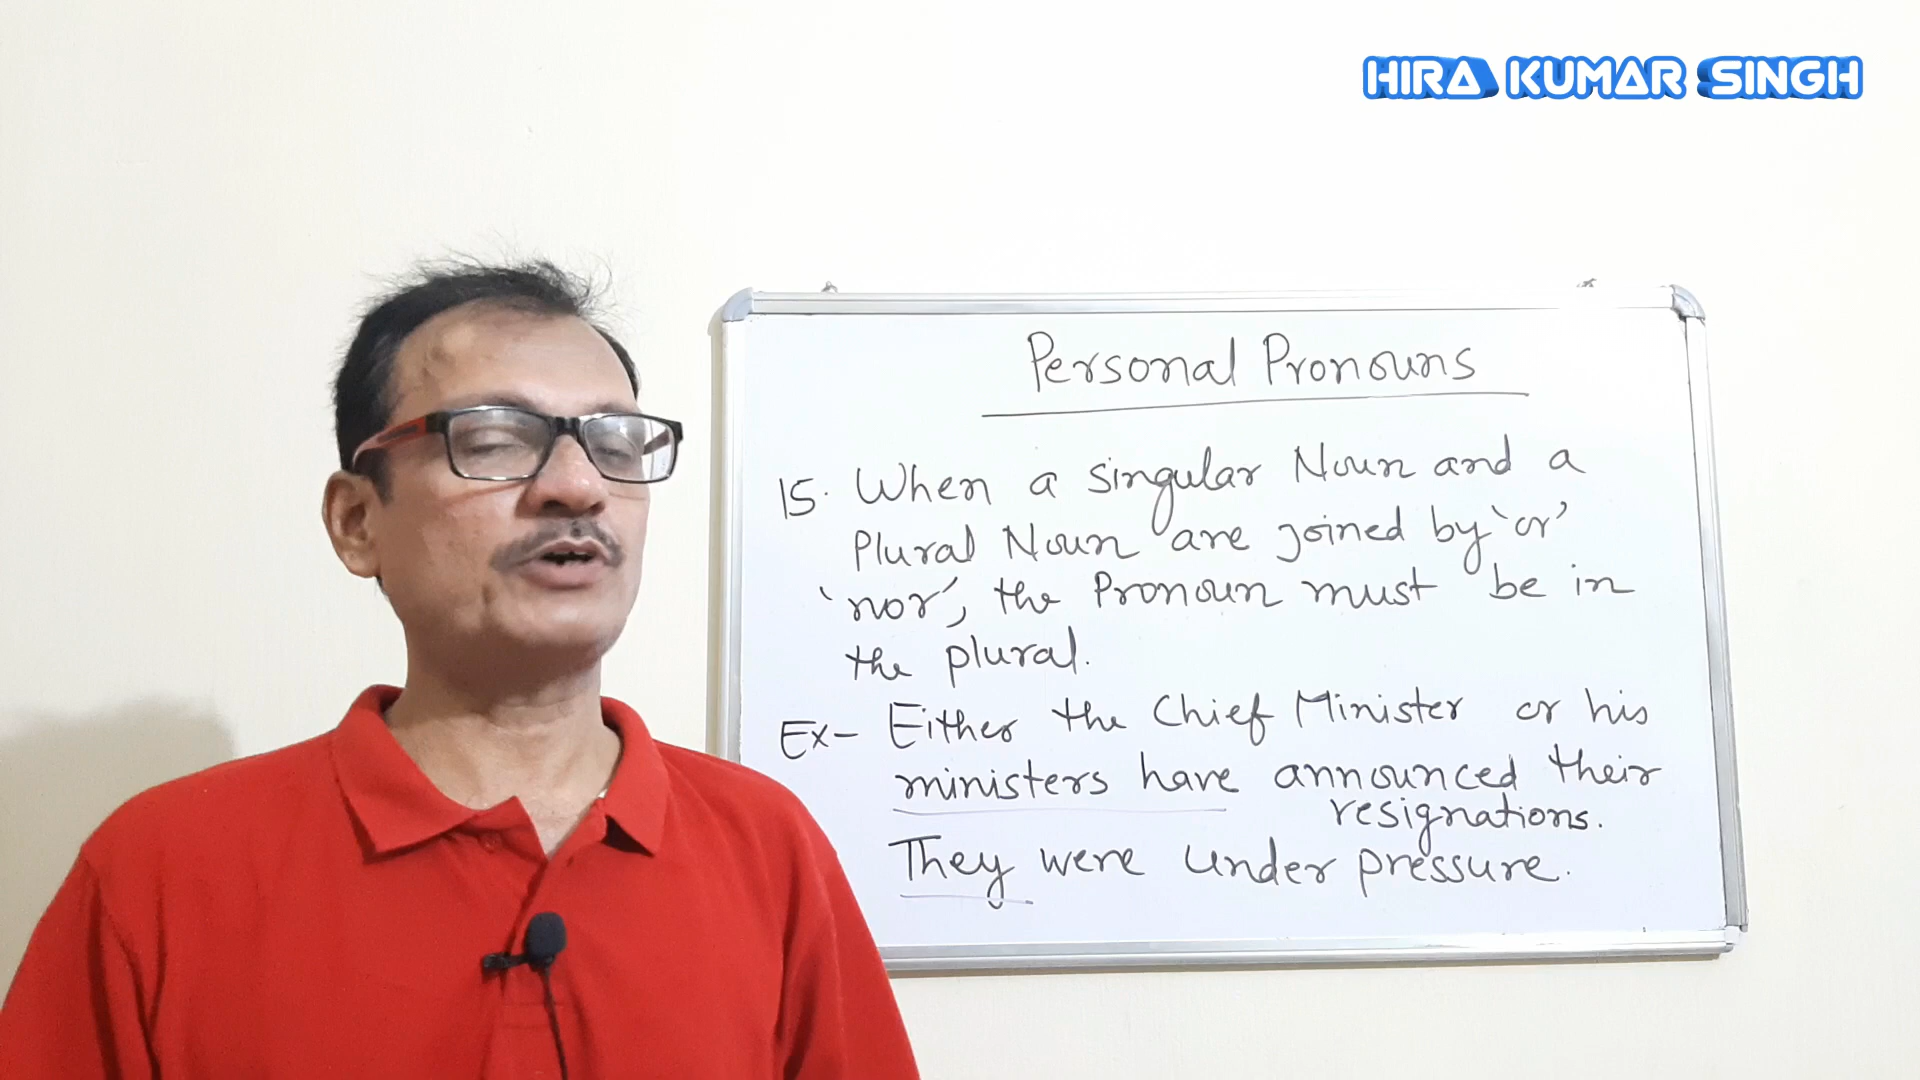 HIRA KUMAR SINGH
Personal Pronouns
15. When a singular Noun and a
Plural Noun are joined by 'or'
'nor', the Pronoun must be in
the plural.
Ex- Either the Chief Minister or his
ministers have announced their
resignations.
They were under pressure.